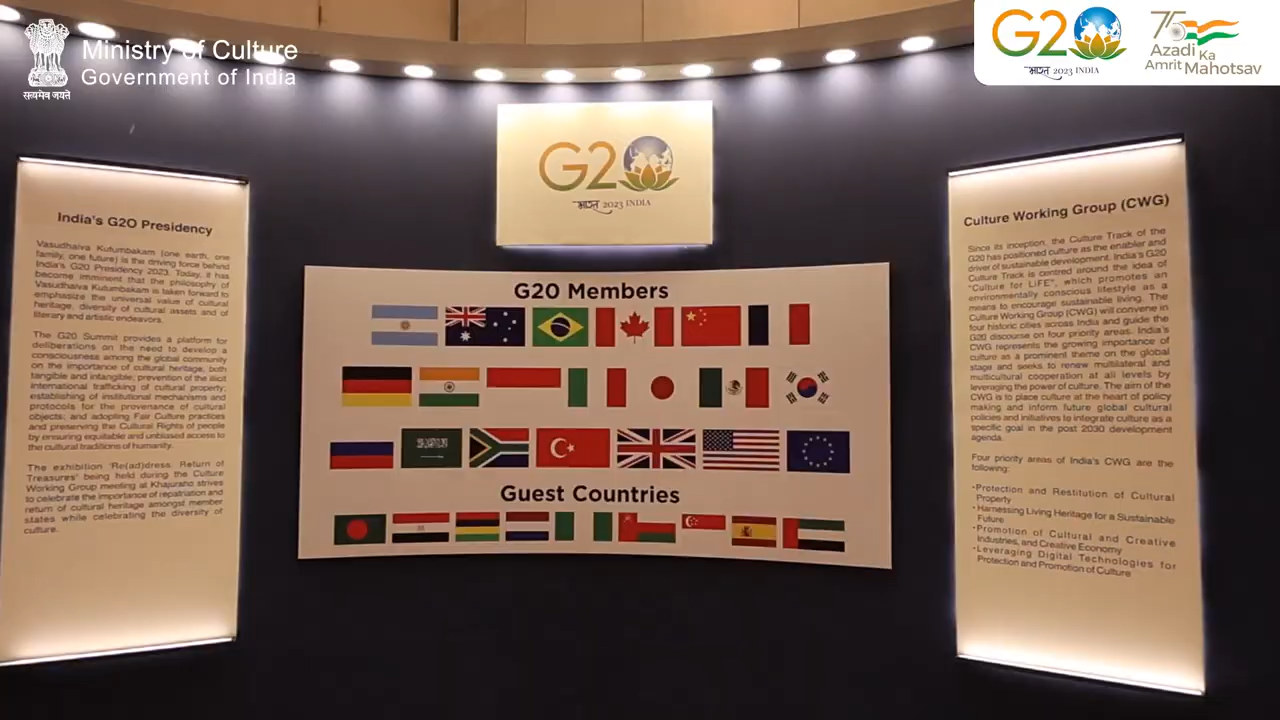 सत्यमेव जयते
Ministry of Culture
Government of India
G20
भारत 2023 INDIA
75
Azadi
Ka
Amrit
Mahotsav
G20
भारत 2023 INDIA
India's G20 Presidency
Vasudhaiva Kutumbakam (one earth, one
family, one future) is the driving force behind
India's G20 Presidency 2023. Today, it has
become imminent that the philosophy of
Vasudhaiva Kutumbakam is taken forward to
emphasize the universal value of cultural
heritage, diversity of cultural assets and of
literary and artistic endeavors.
The G20 Summit provides a platform for
deliberations on the need to develop a
consciousness among the global community
on the importance of cultural heritage, both
tangible and intangible; prevention of the illicit
international trafficking of cultural property;
establishing of institutional mechanisms and
protocols for the provenance of cultural
objects; and adopting Fair Culture practices
and preserving the Cultural Rights of people
by ensuring equitable and unbiased access to
the cultural traditions of humanity.
The exhibition 'Re(ad)dress: Return of
Treasures' being held during the Culture
Working Group meeting at Khajuraho strives
to celebrate the importance of repatriation and
return of cultural heritage amongst member
states while celebrating the diversity of
culture.
G20 Members
Guest Countries
Culture Working Group (CWG)
Since its inception, the Culture Track of the
G20 has positioned culture as the enabler and
driver of sustainable development. India's G20
Culture Track is centred around the idea of
"Culture for LiFE", which promotes an
environmentally conscious lifestyle as a
means to encourage sustainable living. The
Culture Working Group (CWG) will convene in
four historic cities across India and guide the
G20 discourse on four priority areas. India's
CWG represents the growing importance of
culture as a prominent theme on the global
stage and seeks to renew multilateral and
multicultural cooperation at all levels by
leveraging the power of culture. The aim of the
CWG is to place culture at the heart of policy
making and inform future global cultural
policies and initiatives to integrate culture as a
specific goal in the post 2030 development
agenda.
Four priority areas of India's CWG are the
following:
•Protection and Restitution of Cultural
Property
•Harnessing Living Heritage for a Sustainable
Future
•Promotion of Cultural and Creative
Industries, and Creative Economy
•Leveraging Digital Technologies for
Protection and Promotion of Culture